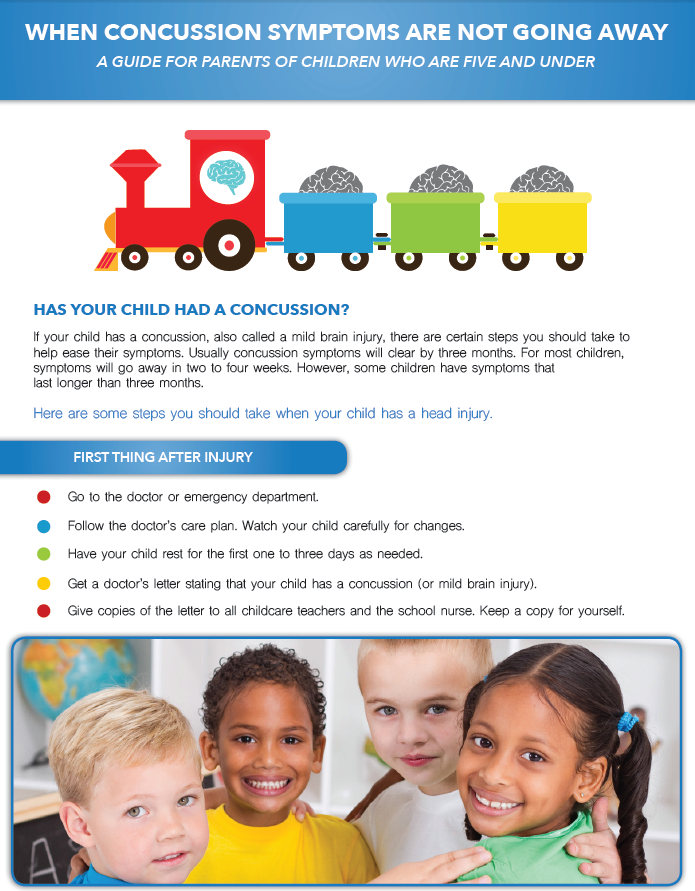 WHEN CONCUSSION SYMPTOMS ARE NOT GOING AWAY
A GUIDE FOR PARENTS OF CHILDREN WHO ARE FIVE AND UNDER
HAS YOUR CHILD HAD A CONCUSSION?
If your child has a concussion, also called a mild brain injury, there are certain steps you should take to
help ease their symptoms. Usually concussion symptoms will clear by three months. For most children,
symptoms will go away in two to four weeks. However, some children have symptoms that
last longer than three months.
Here are some steps you should take when your child has a head injury.
FIRST THING AFTER INJURY
Go to the doctor or emergency department.
Follow the doctor's care plan. Watch your child carefully for changes.
Have your child rest for the first one to three days as needed.
Get a doctor's letter stating that your child has a concussion (or mild brain injury).
Give copies of the letter to all childcare teachers and the school nurse. Keep a copy for yourself.
A